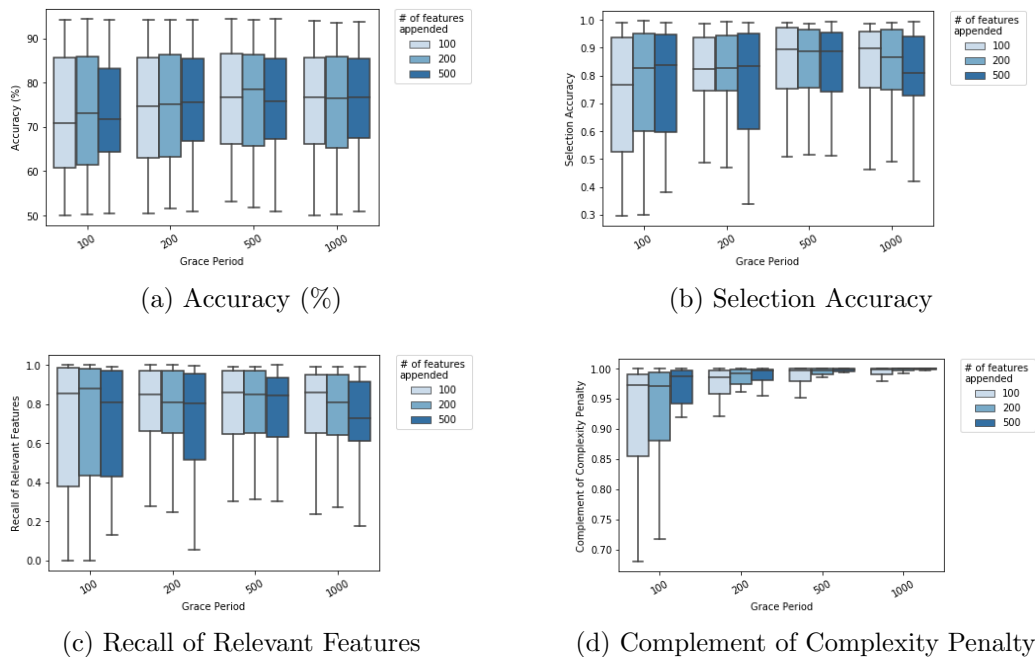 # of features
appended
100
200
500
90
80
70
60
50
Accuracy (%)
100
200
500
1000
Grace Period
(a) Accuracy (%)
# of features
appended
100
200
500
1.0
0.9
0.8
0.7
0.6
0.5
0.4
0.3
Selection Accuracy
100
200
500
1000
Grace Period
(b) Selection Accuracy
# of features
appended
100
200
500
1.0
0.8
0.6
0.4
0.2
0.0
Recall of Relevant Features
100
200
500
1000
Grace Period
(c) Recall of Relevant Features
# of features
appended
100
200
500
1.00
0.95
0.90
0.85
0.80
0.75
0.70
Complement of Complexity Penalty
100
200
500
1000
Grace Period
(d) Complement of Complexity Penalty